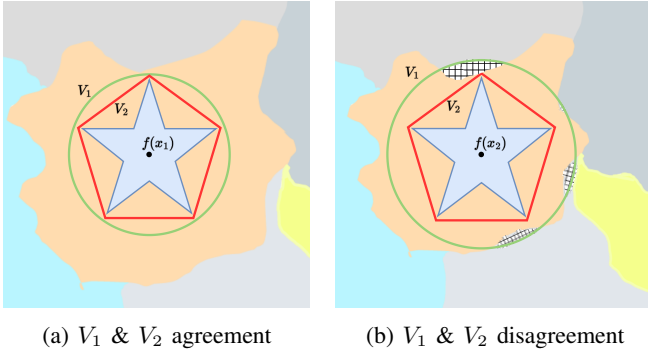 V₁
V₂
f(x₁)
V₁
V₂
f(x₂)
(a) V₁ & V₂ agreement
(b) V₁ & V₂ disagreement